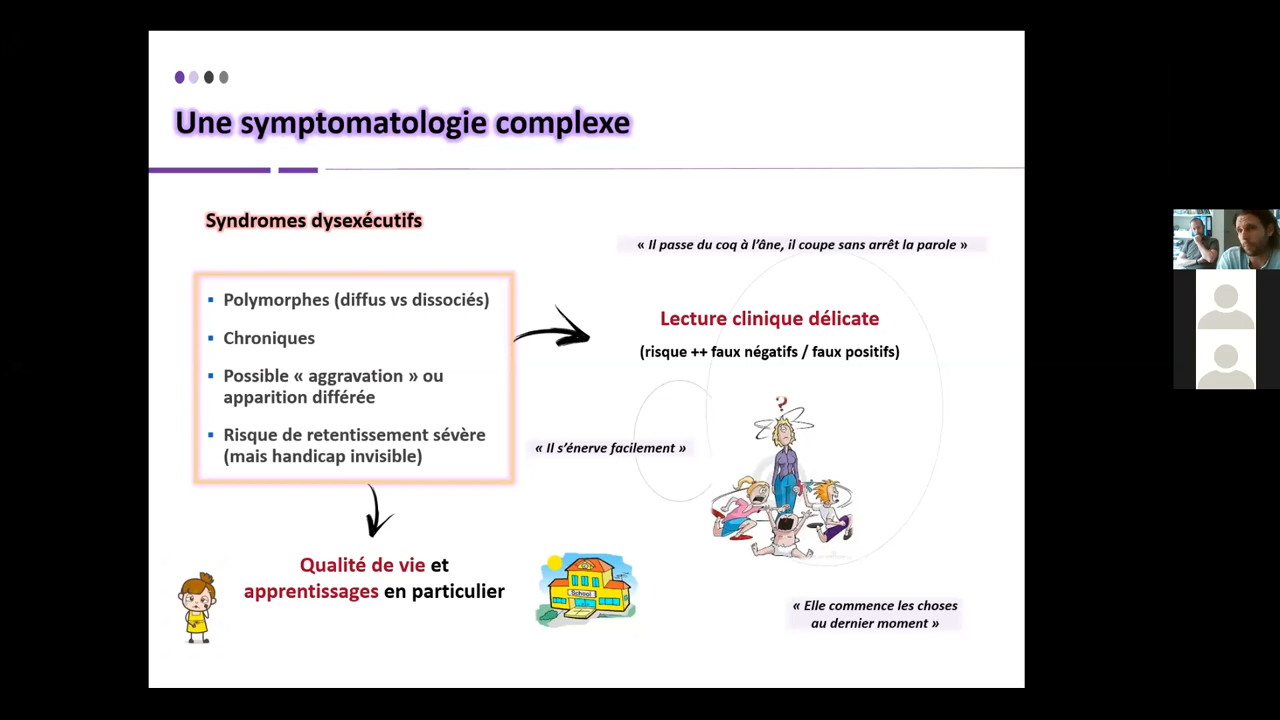 Une symptomatologie complexe
Syndromes dysexécutifs
« Il passe du coq à l’âne, il coupe sans arrêt la parole »
▪ Polymorphes (diffus vs dissociés)
▪ Chroniques
▪ Possible « aggravation » ou
apparition différée
▪ Risque de retentissement sévère
(mais handicap invisible)
Lecture clinique délicate
(risque ++ faux négatifs / faux positifs)
?
« Il s’énerve facilement »
Qualité de vie et
apprentissages en particulier
School
« Elle commence les choses
au dernier moment »